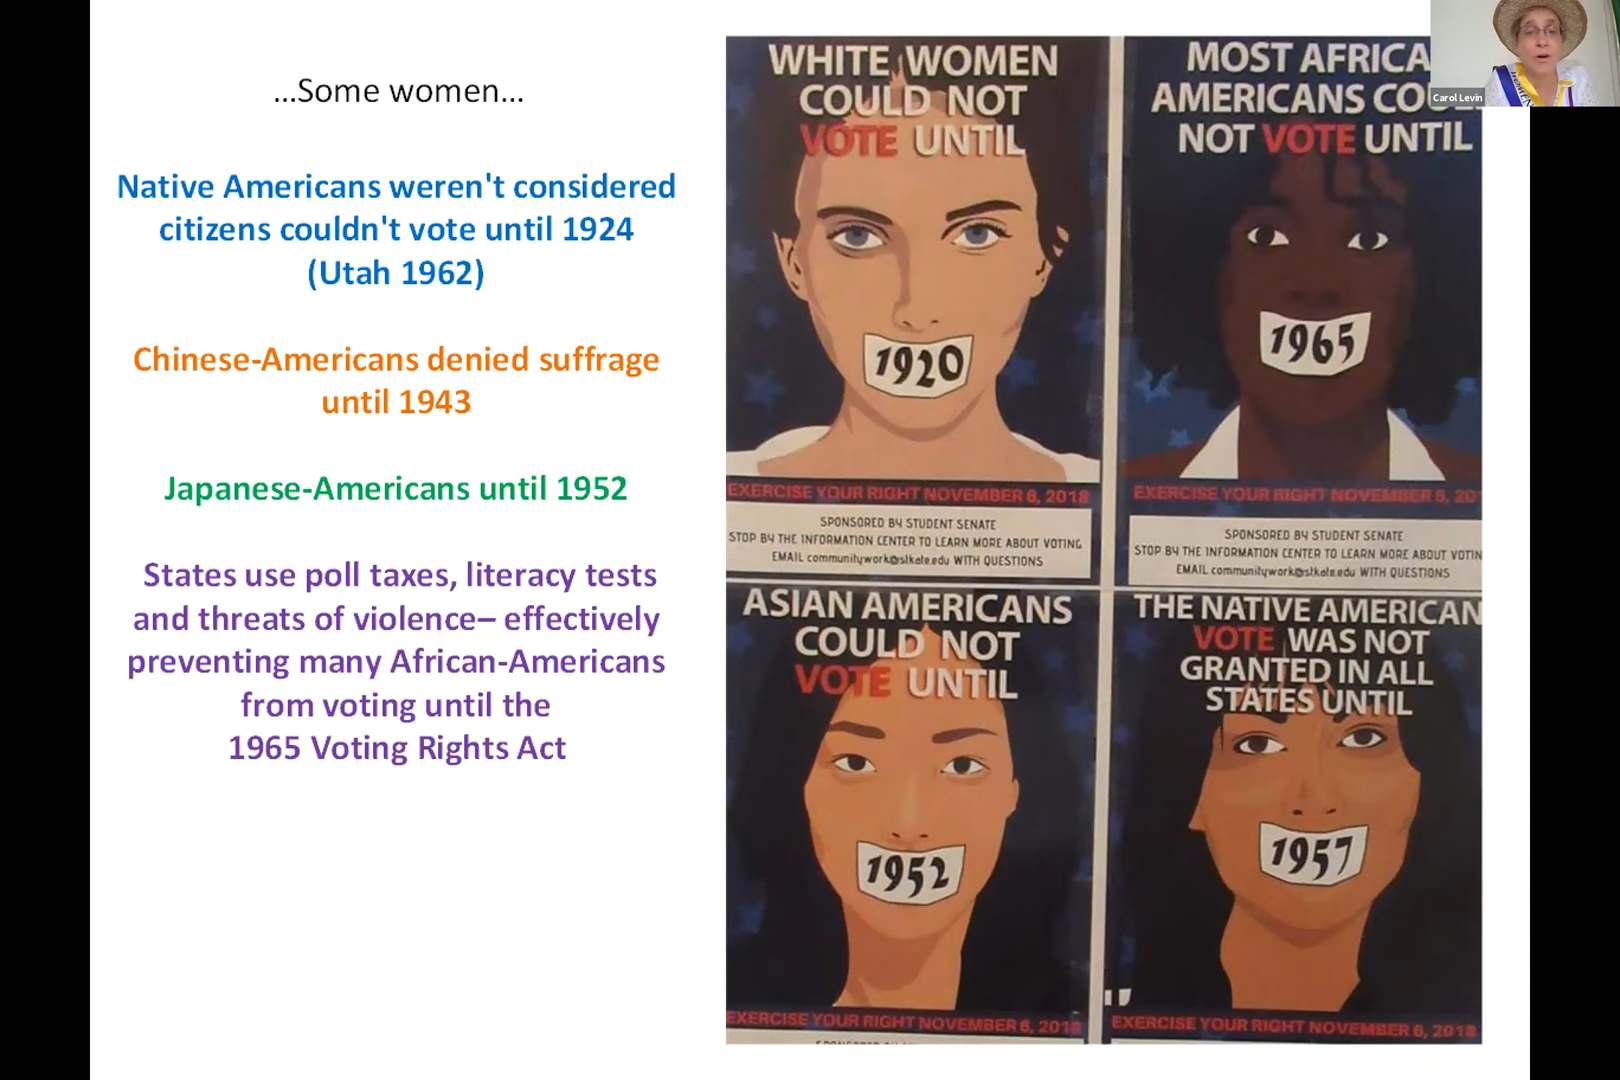 ...Some women...
Native Americans weren't considered
citizens couldn't vote until 1924
(Utah 1962)
Chinese-Americans denied suffrage
until 1943
Japanese-Americans until 1952
States use poll taxes, literacy tests
and threats of violence– effectively
preventing many African-Americans
from voting until the
1965 Voting Rights Act
WHITE WOMEN
COULD NOT
VOTE UNTIL
1920
EXERCISE YOUR RIGHT NOVEMBER 6, 2018
SPONSORED BY STUDENT SENATE
STOP BY THE INFORMATION CENTER TO LEARN MORE ABOUT VOTING
EMAIL communitywork@stkate.edu WITH QUESTIONS
MOST AFRICA
AMERICANS COU
NOT VOTE UNTIL
1965
EXERCISE YOUR RIGHT NOVEMBER 6, 20
SPONSORED BY STUDENT SENATE
STOP BY THE INFORMATION CENTER TO LEARN MORE ABOUT VOTIN
EMAIL communitywork@stkate.edu WITH QUESTIONS
ASIAN AMERICANS
COULD NOT
VOTE UNTIL
1952
EXERCISE YOUR RIGHT NOVEMBER 6, 2018
THE NATIVE AMERICAN
VOTE WAS NOT
GRANTED IN ALL
STATES UNTIL
1957
EXERCISE YOUR RIGHT NOVEMBER 6, 2018
Carol Levin